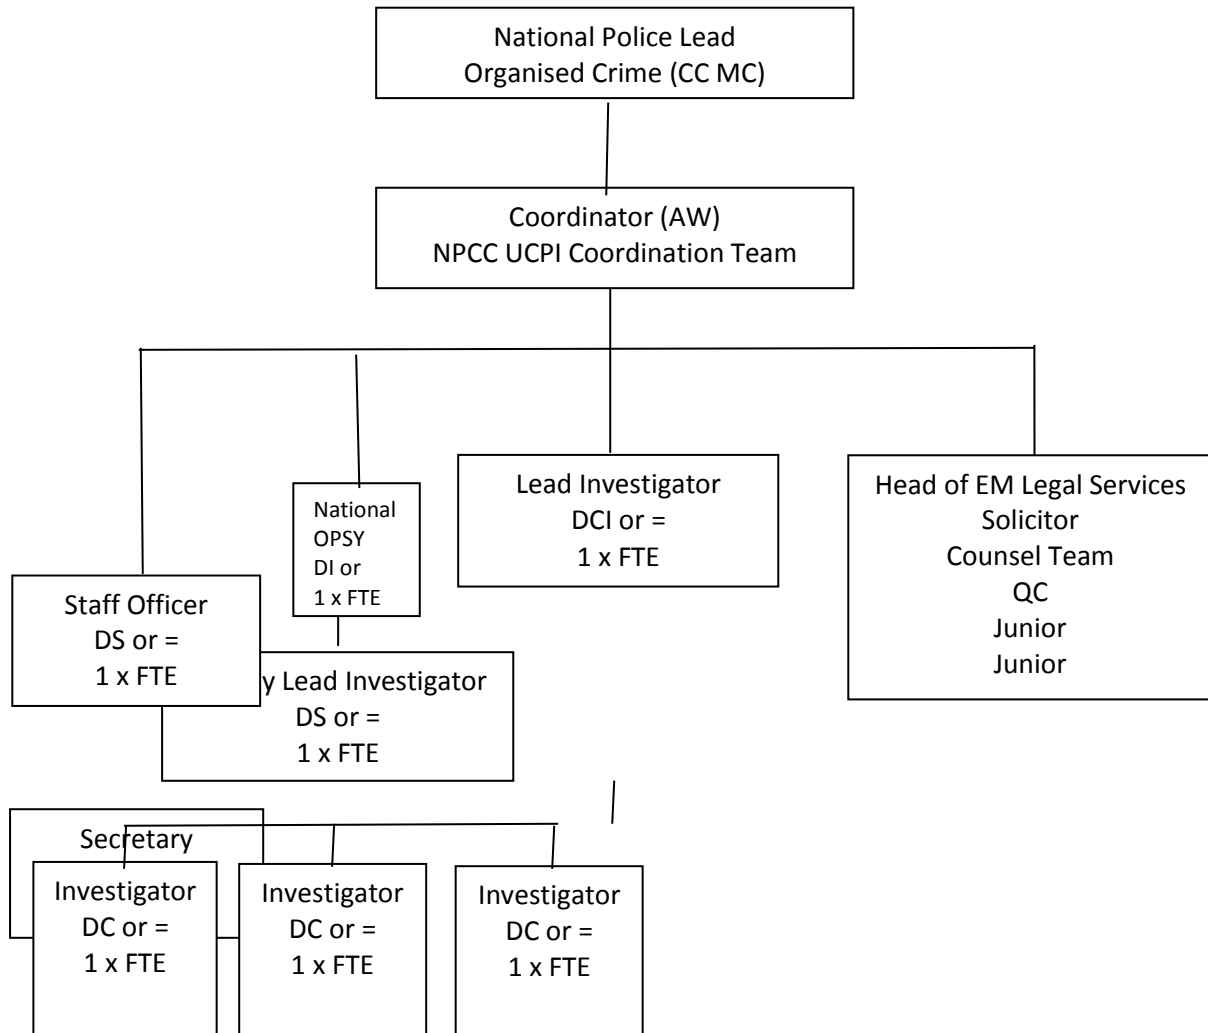 National Police Lead
Organised Crime (CC MC)
Coordinator (AW)
NPCC UCPI Coordination Team
Lead Investigator
DCI or =
1 x FTE
Head of EM Legal Services
Solicitor
Counsel Team
QC
Junior
Junior
National
OPSY
DI or
1 x FTE
Staff Officer
DS or =
1 x FTE
y Lead Investigator
DS or =
1 x FTE
Secretary
Investigator
DC or =
1 x FTE
Investigator
DC or =
1 x FTE
Investigator
DC or =
1 x FTE